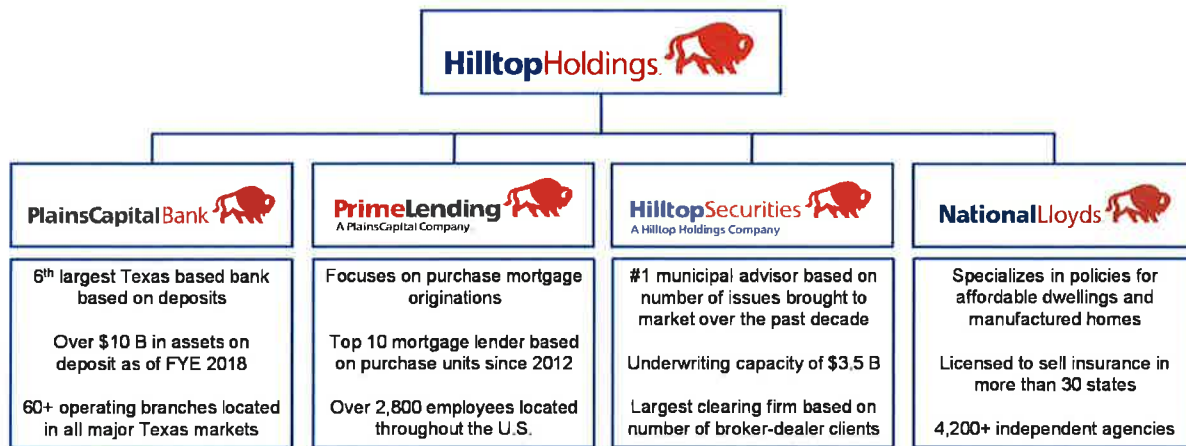 HilltopHoldings.
PlainsCapitalBank
6th largest Texas based bank
based on deposits
Over $10 B in assets on
deposit as of FYE 2018
60+ operating branches located
in all major Texas markets
PrimeLending
A PlainsCapital Company
Focuses on purchase mortgage
originations
Top 10 mortgage lender based
on purchase units since 2012
Over 2,800 employees located
throughout the U.S.
HilltopSecurities
A Hilltop Holdings Company
#1 municipal advisor based on
number of issues brought to
market over the past decade
Underwriting capacity of $3.5 B
Largest clearing firm based on
number of broker-dealer clients
NationalLloyds
Specializes in policies for
affordable dwellings and
manufactured homes
Licensed to sell insurance in
more than 30 states
4,200+ independent agencies